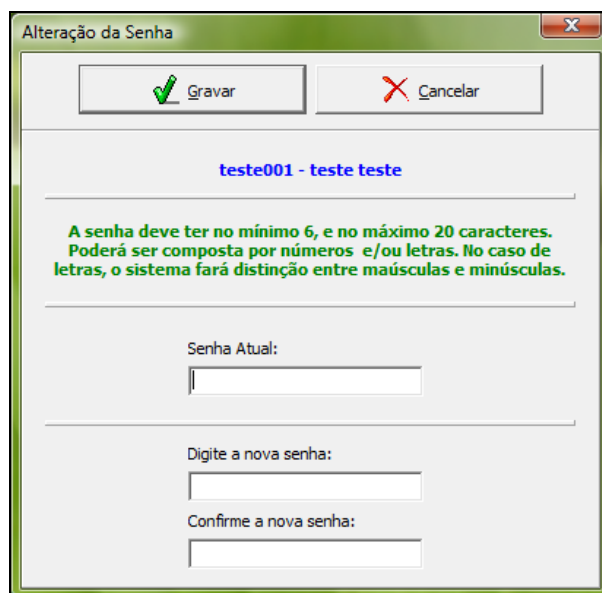 Alteração da Senha
Gravar
Cancelar
teste001 - teste teste
A senha deve ter no mínimo 6, e no máximo 20 caracteres.
Poderá ser composta por números e/ou letras. No caso de
letras, o sistema fará distinção entre maúsculas e minúsculas.
Senha Atual:
Digite a nova senha:
Confirme a nova senha: